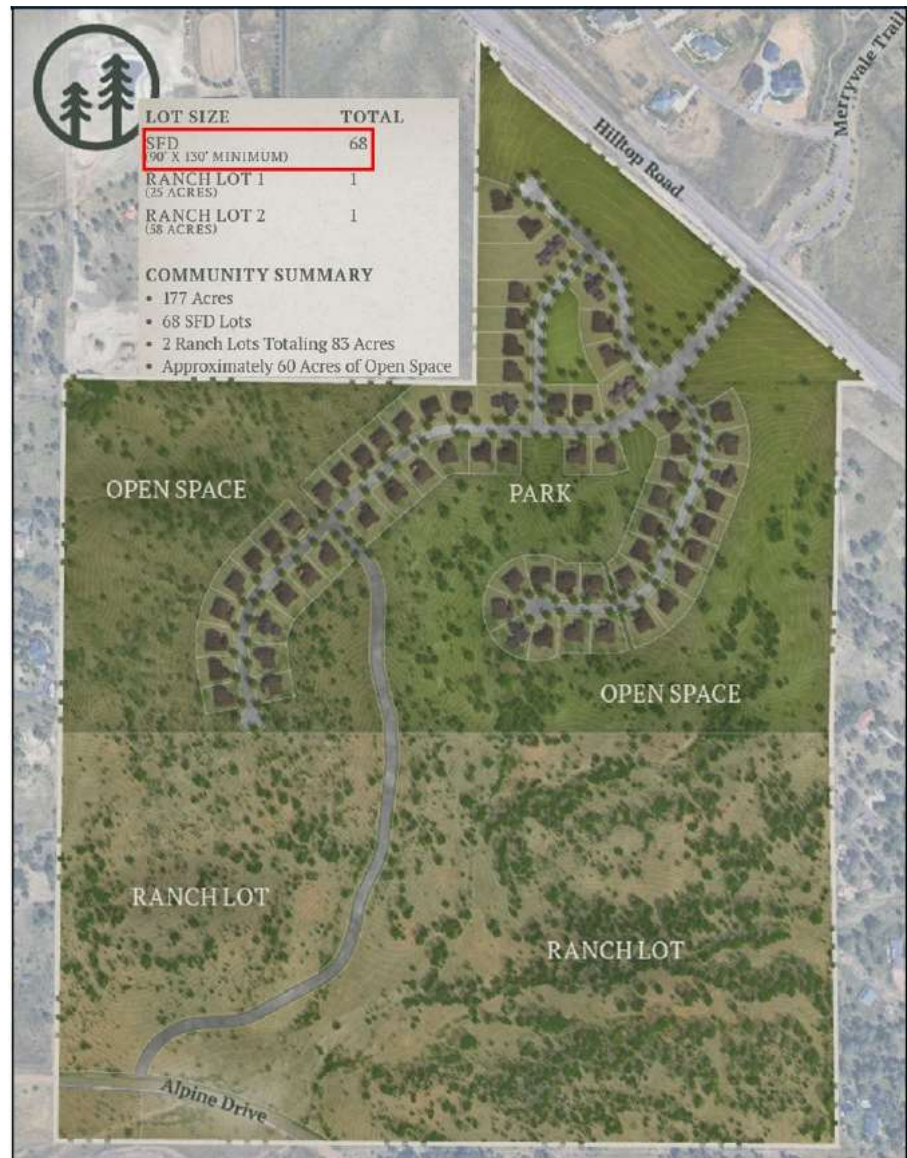 LOT SIZE TOTAL
SFD 68
(90' X 130' MINIMUM)
RANCH LOT 1 1
(25 ACRES)
RANCH LOT 2 1
(58 ACRES)
COMMUNITY SUMMARY
• 177 Acres
• 68 SFD Lots
• 2 Ranch Lots Totaling 83 Acres
• Approximately 60 Acres of Open Space
Merryvale Trail
Hilltop Road
OPEN SPACE
PARK
OPEN SPACE
RANCH LOT
RANCH LOT
Alpine Drive